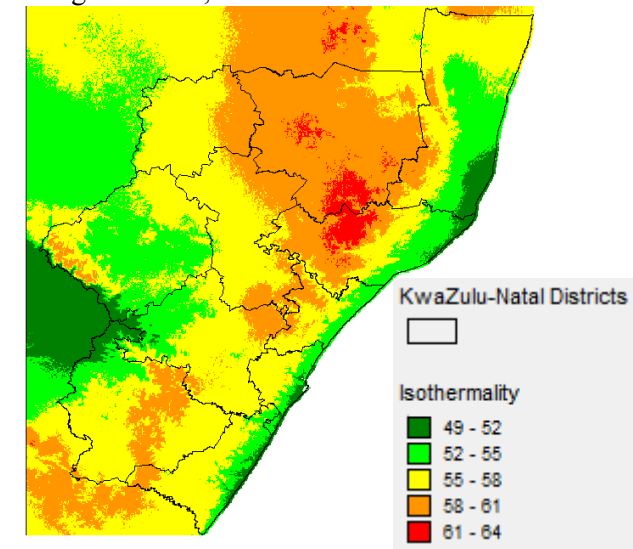 KwaZulu-Natal Districts
Isothermality
49 - 52
52 - 55
55 - 58
58 - 61
61 - 64